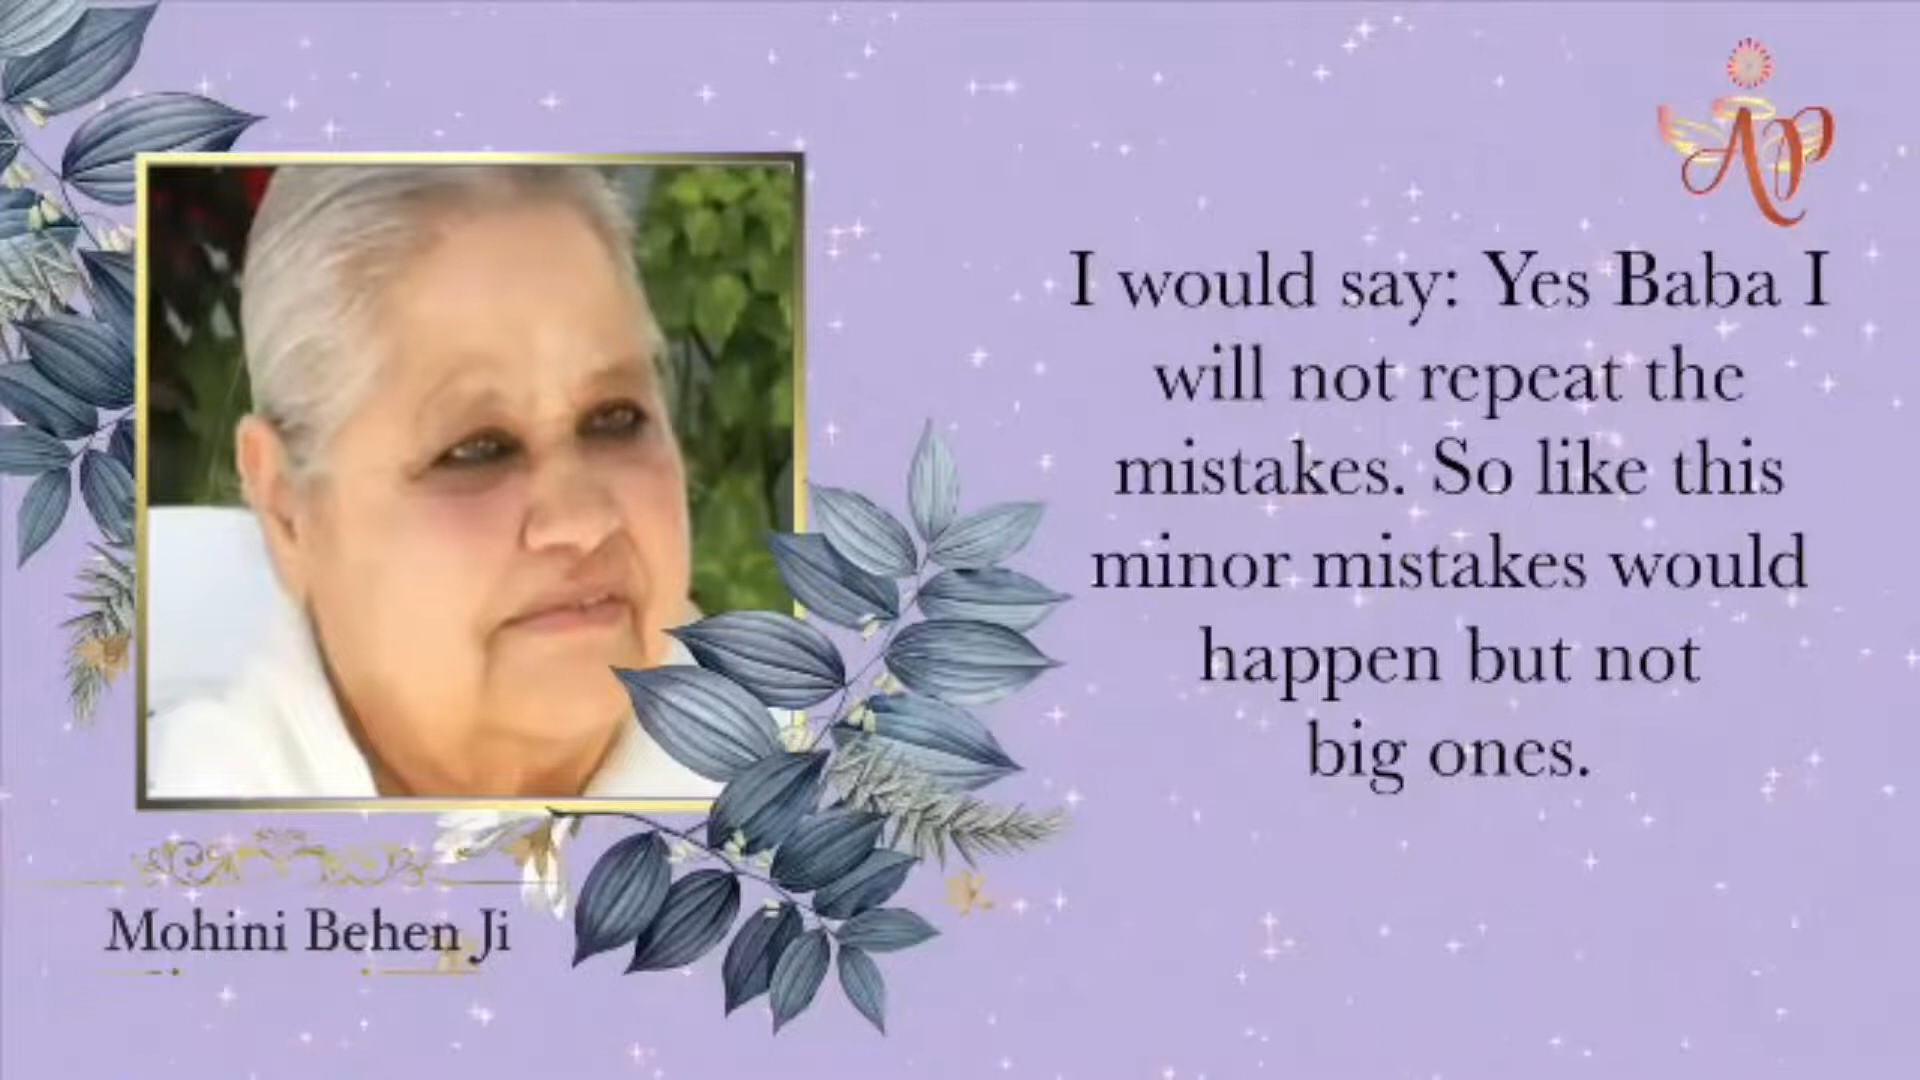 AP
I would say: Yes Baba I
will not repeat the
mistakes. So like this
minor mistakes would
happen but not
big ones.
Mohini Behen Ji